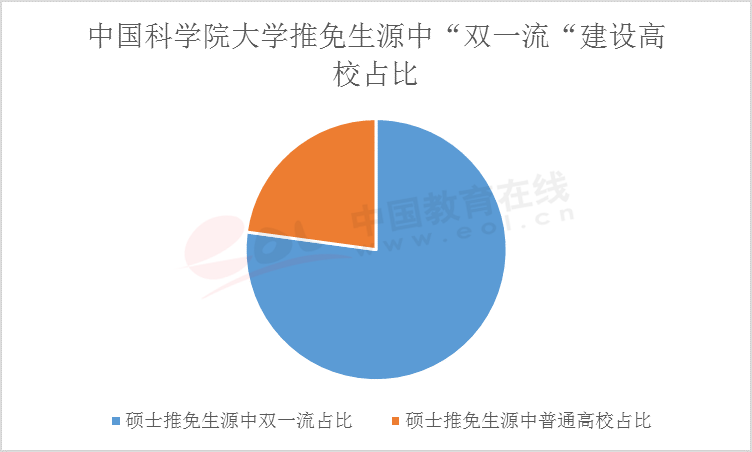 中国科学院大学推免生源中“双一流“建设高
校占比
eol 中国教育在线
www.eol.cn
硕士推免生源中双一流占比
硕士推免生源中普通高校占比